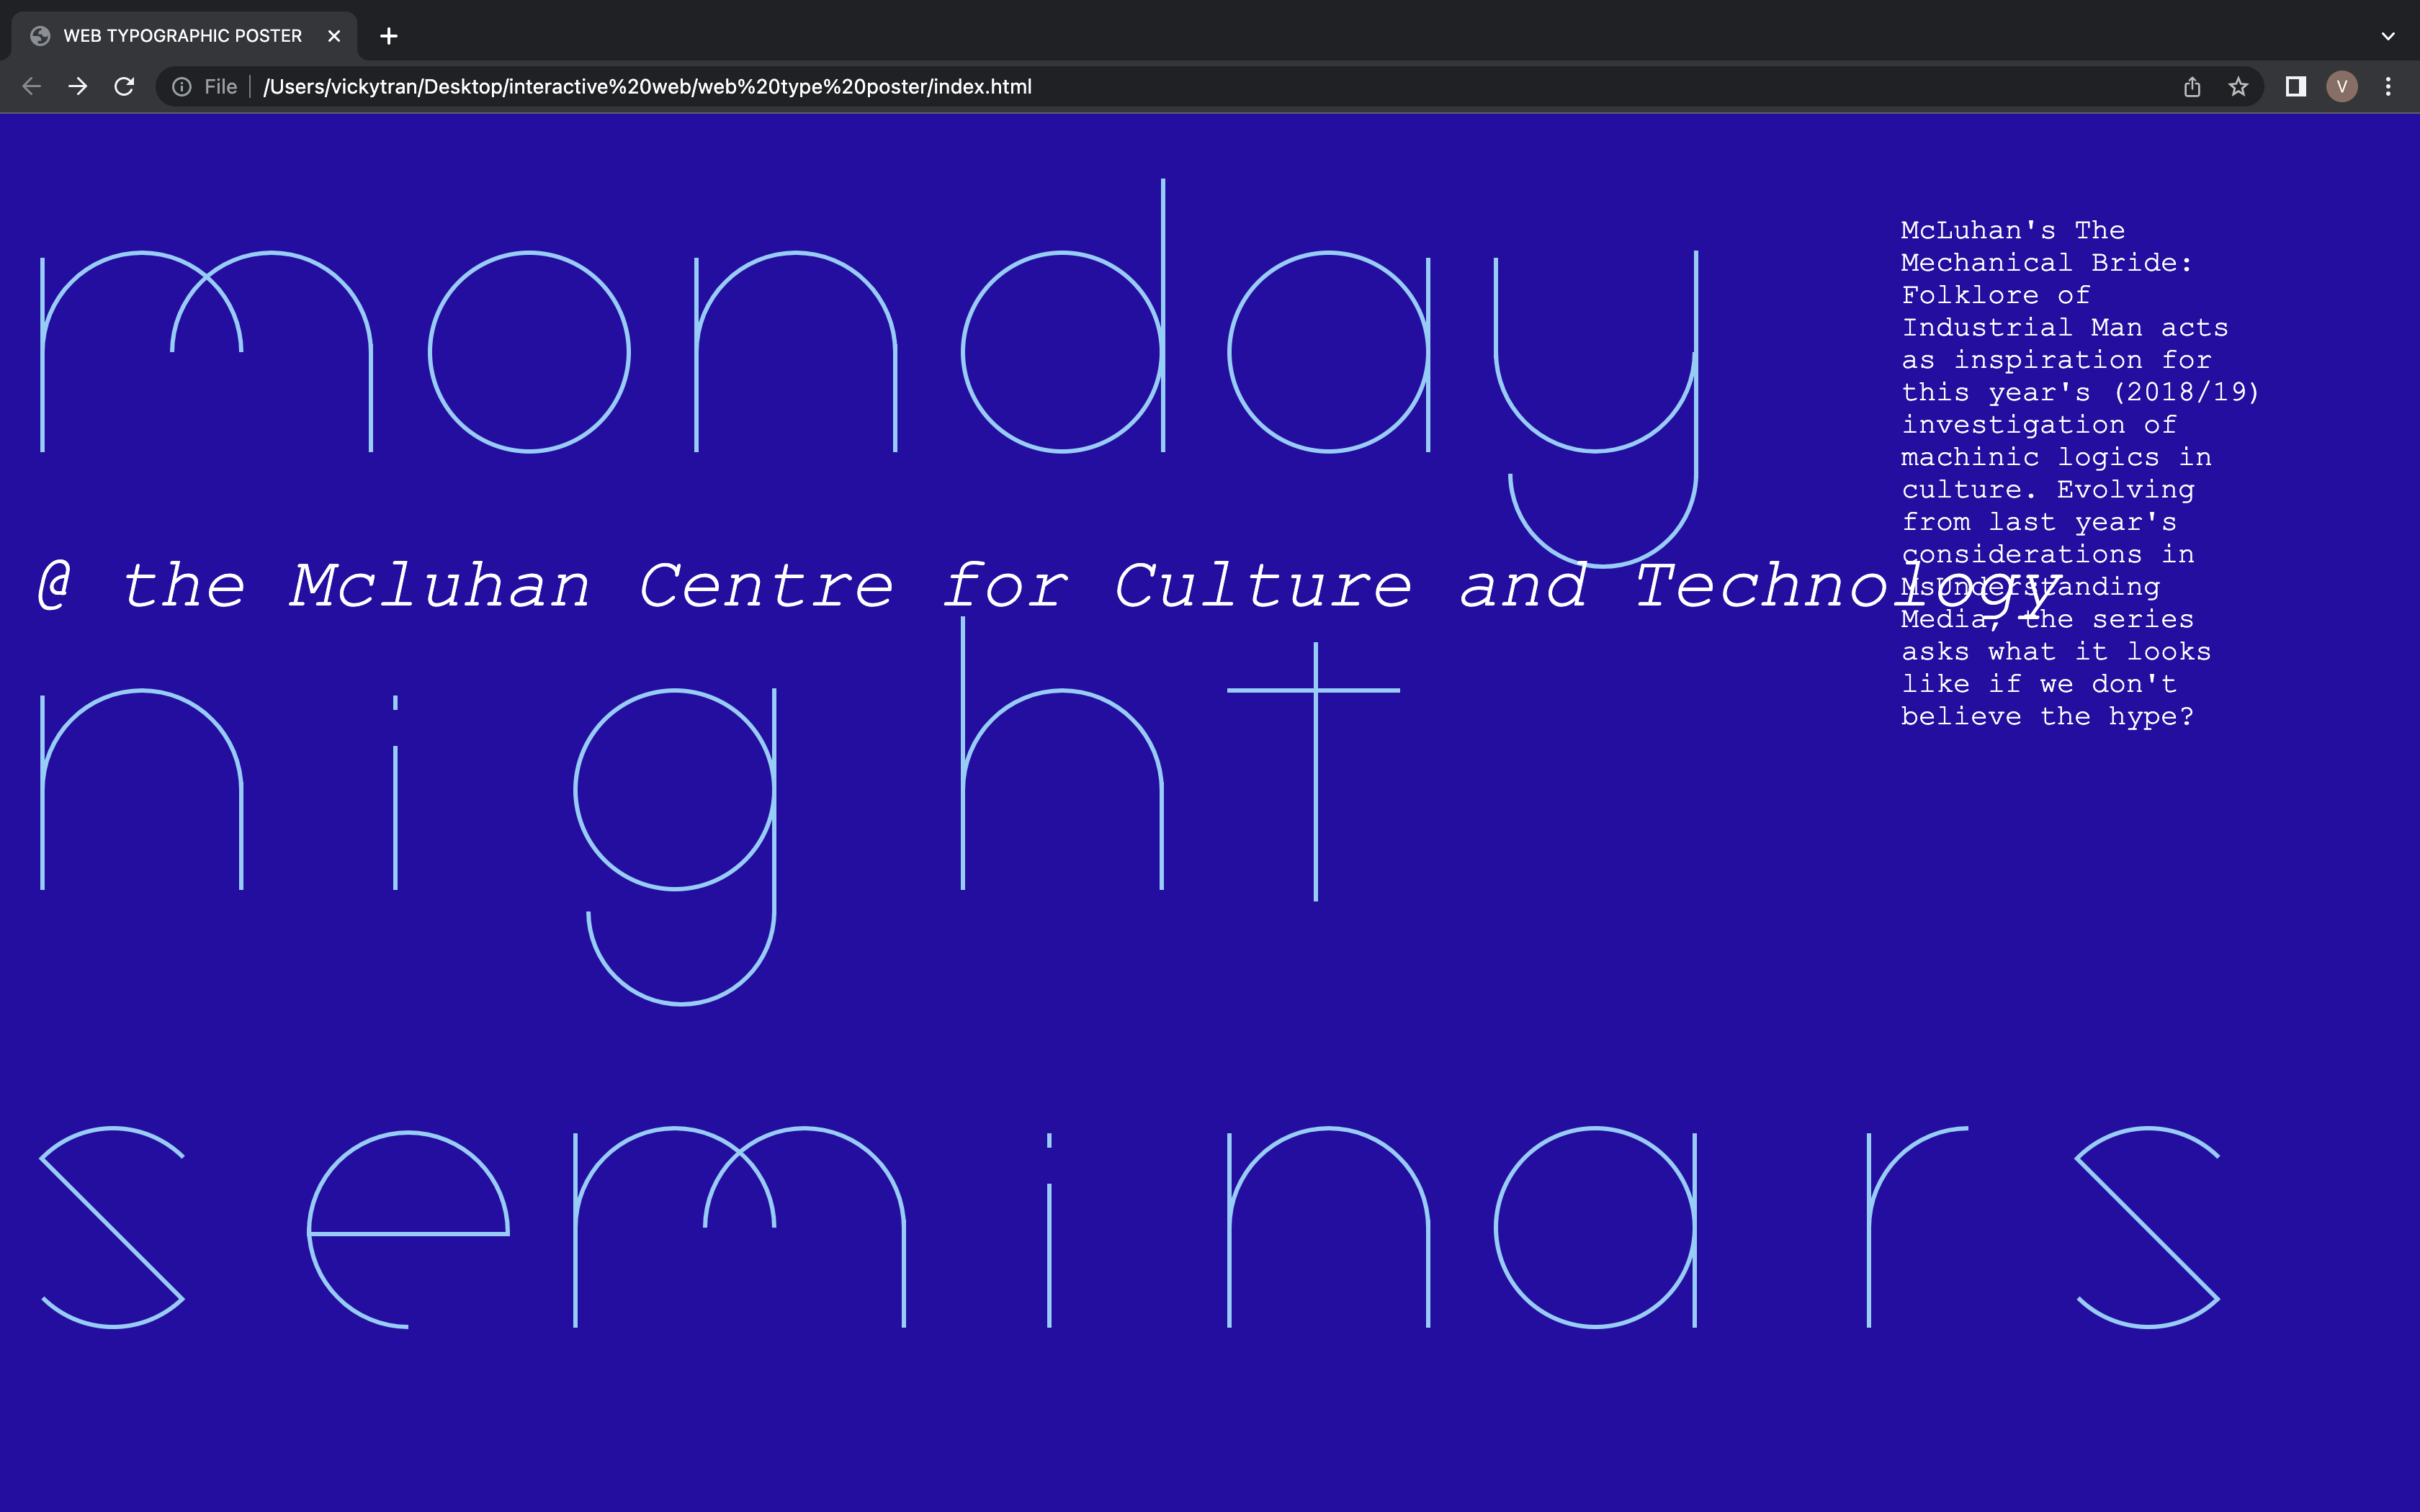 WEB TYPOGRAPHIC POSTER
File
/Users/vickytran/Desktop/interactive%20web/web%20type%20poster/index.html
V
monday
@ the Mcluhan Centre for Culture and Technology
night
seminars
McLuhan's The
Mechanical Bride:
Folklore of
Industrial Man acts
as inspiration for
this year's (2018/19)
investigation of
machinic logics in
culture. Evolving
from last year's
considerations in
MsUnderstanding
Media, the series
asks what it looks
like if we don't
believe the hype?